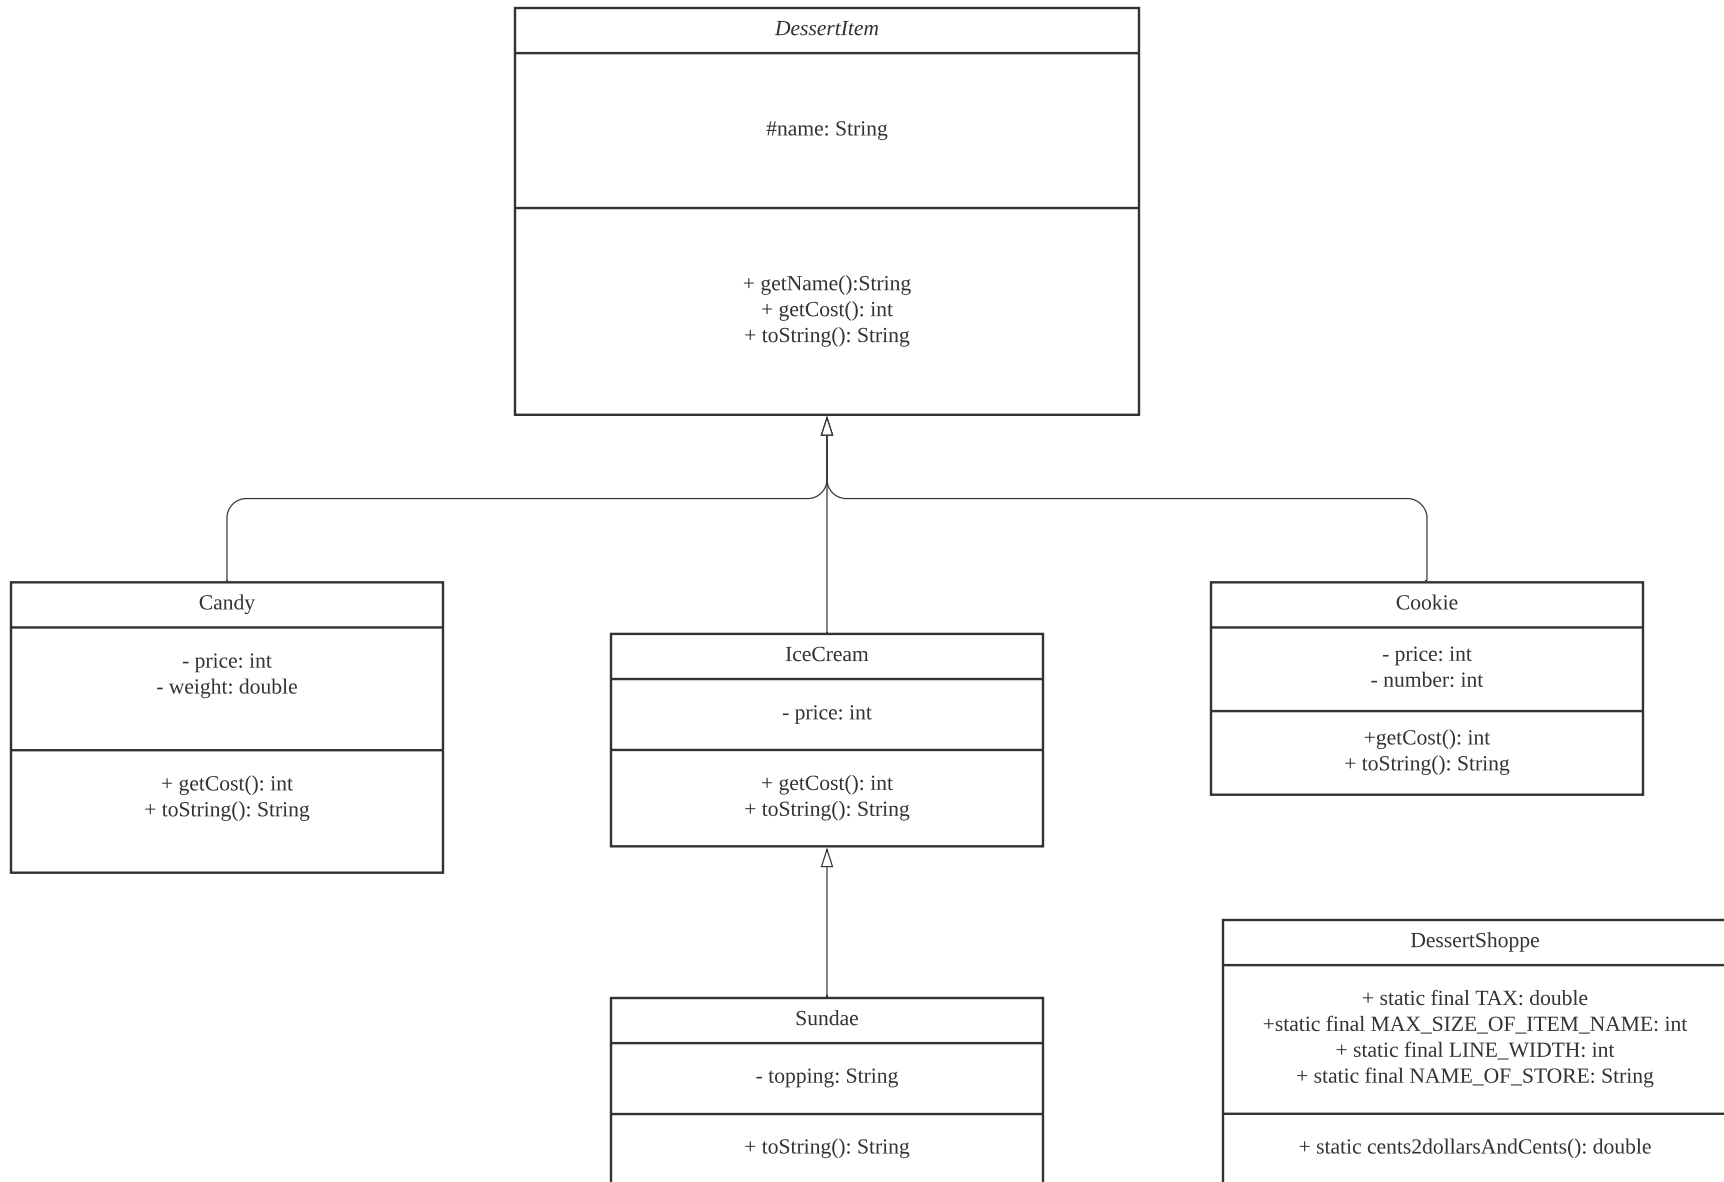 DessertItem
#name: String
+ getName():String
+ getCost(): int
+ toString(): String
Candy
- price: int
- weight: double
+ getCost(): int
+ toString(): String
IceCream
- price: int
+ getCost(): int
+ toString(): String
Cookie
- price: int
- number: int
+getCost(): int
+ toString(): String
Sundae
- topping: String
+ toString(): String
DessertShoppe
+ static final TAX: double
+static final MAX_SIZE_OF_ITEM_NAME: int
+ static final LINE_WIDTH: int
+ static final NAME_OF_STORE: String
+ static cents2dollarsAndCents(): double